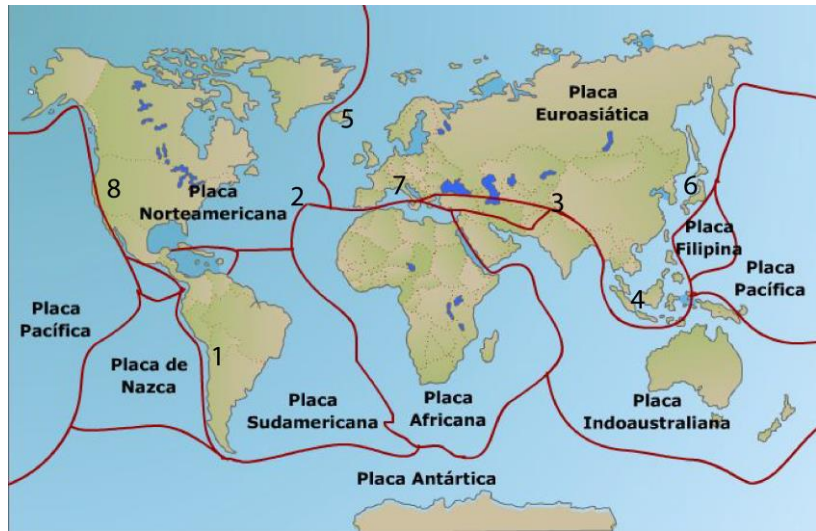 Placa
Euroasiática
5
8
Placa
Norteamericana
2
7
3
6
Placa
Filipina
Placa
Pacífica
4
Placa
Pacífica
Placa de
Nazca
1
Placa
Sudamericana
Placa
Africana
Placa
Indoaustraliana
Placa Antártica